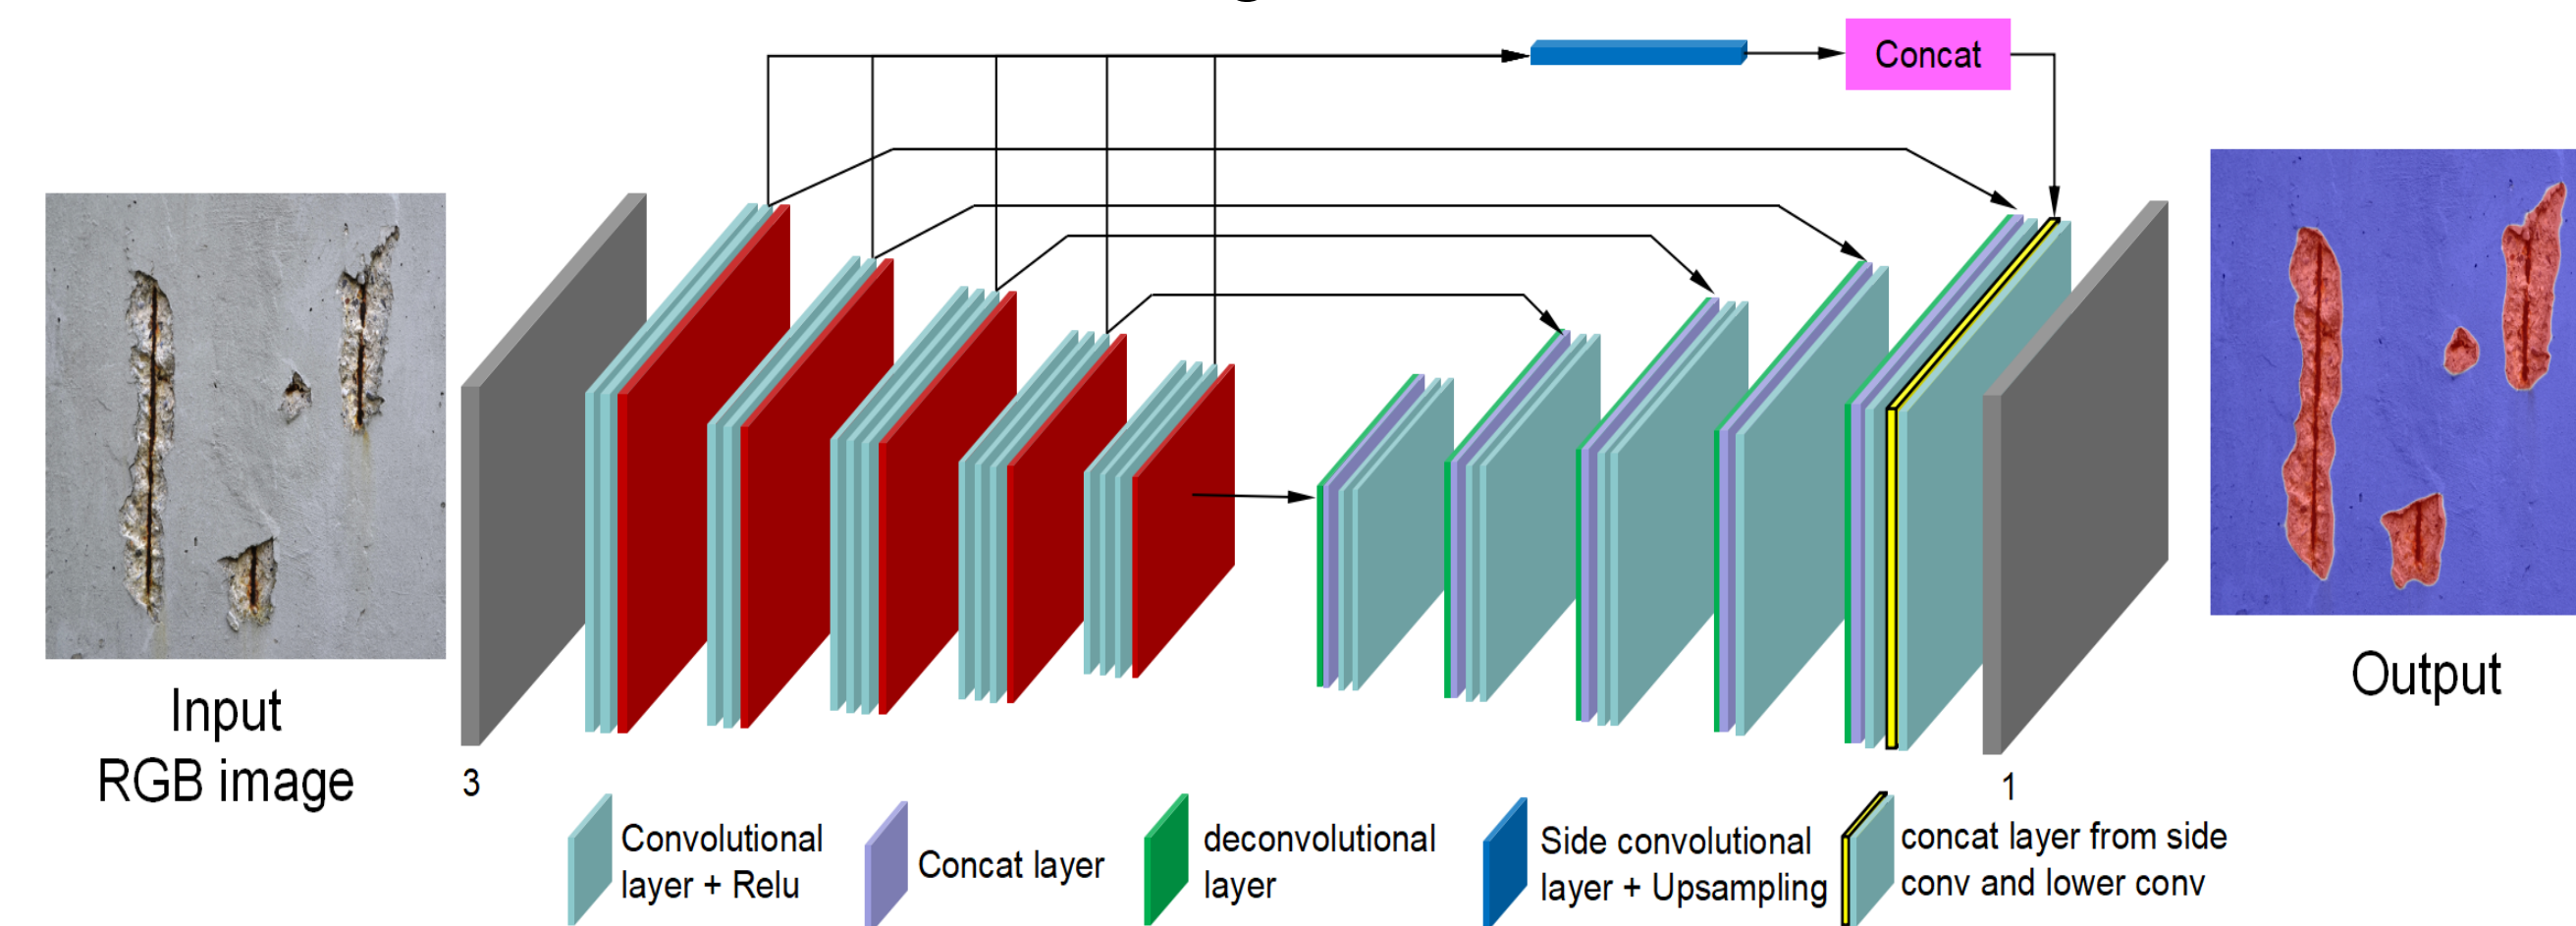 Concat
Input
RGB image
Output
3
1
Convolutional
layer + Relu
Concat layer
deconvolutional
layer
Side convolutional
layer + Upsampling
concat layer from side
conv and lower conv